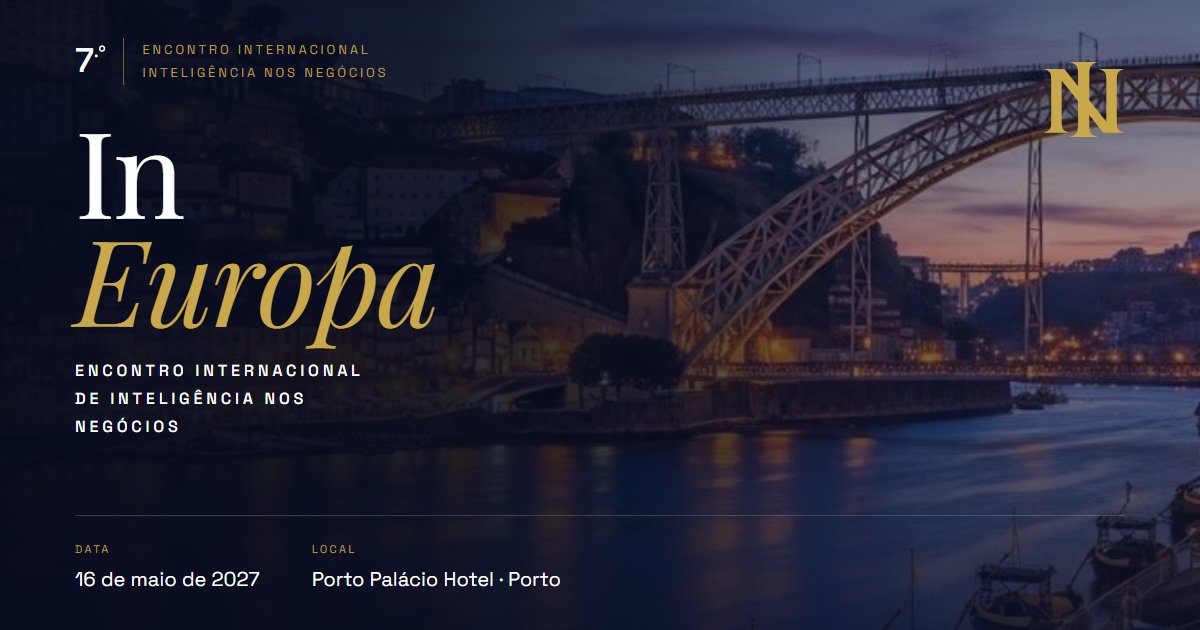 7.º
ENCONTRO INTERNACIONAL
INTELIGÊNCIA NOS NEGÓCIOS
IN
In
Europa
ENCONTRO INTERNACIONAL
DE INTELIGÊNCIA NOS
NEGÓCIOS
DATA
LOCAL
16 de maio de 2027
Porto Palácio Hotel · Porto